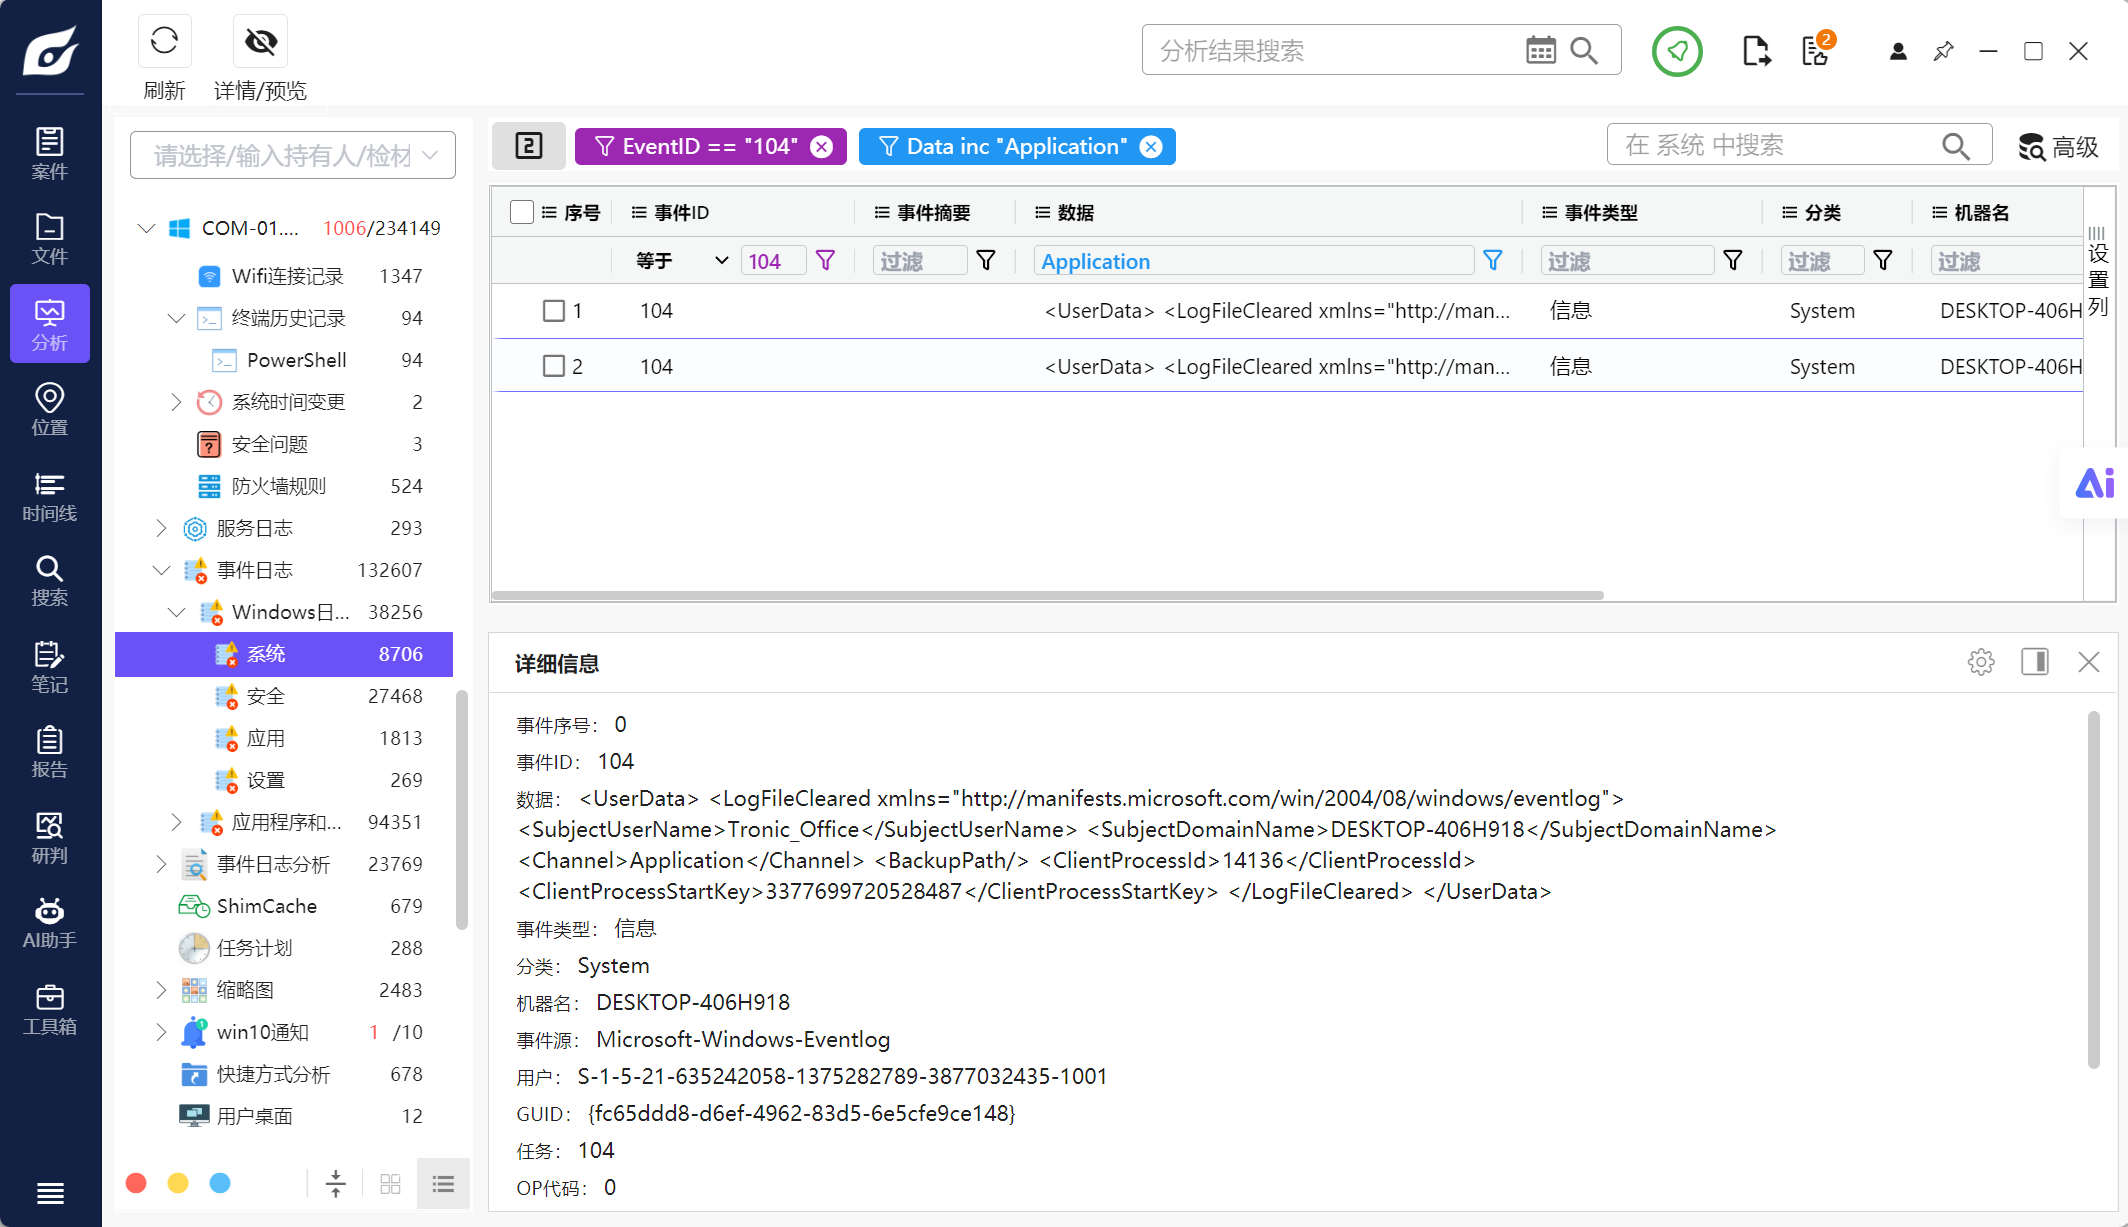 刷新
详情/预览
分析结果搜索
2
案件
文件
分析
位置
时间线
搜索
笔记
报告
研判
AI助手
工具箱
请选择/输入持有人/检材
COM-01.... 1006/234149
Wifi连接记录 1347
终端历史记录 94
PowerShell 94
系统时间变更 2
安全问题 3
防火墙规则 524
服务日志 293
事件日志 132607
Windows日... 38256
系统 8706
安全 27468
应用 1813
设置 269
应用程序和... 94351
事件日志分析 23769
ShimCache 679
任务计划 288
缩略图 2483
win10通知 1 /10
快捷方式分析 678
用户桌面 12
2 EventID == "104" Data inc "Application" 在 系统 中搜索 高级
序号 事件ID 事件摘要 数据 事件类型 分类 机器名
等于 104 过滤 Application 过滤 过滤 过滤
1 104 <UserData> <LogFileCleared xmlns="http://man... 信息 System DESKTOP-406H
2 104 <UserData> <LogFileCleared xmlns="http://man... 信息 System DESKTOP-406H
设置列
Ai
详细信息
事件序号： 0
事件ID： 104
数据： <UserData> <LogFileCleared xmlns="http://manifests.microsoft.com/win/2004/08/windows/eventlog">
<SubjectUserName>Tronic_Office</SubjectUserName> <SubjectDomainName>DESKTOP-406H918</SubjectDomainName>
<Channel>Application</Channel> <BackupPath/> <ClientProcessId>14136</ClientProcessId>
<ClientProcessStartKey>3377699720528487</ClientProcessStartKey> </LogFileCleared> </UserData>
事件类型： 信息
分类： System
机器名： DESKTOP-406H918
事件源： Microsoft-Windows-Eventlog
用户： S-1-5-21-635242058-1375282789-3877032435-1001
GUID： {fc65ddd8-d6ef-4962-83d5-6e5cfe9ce148}
任务： 104
OP代码： 0